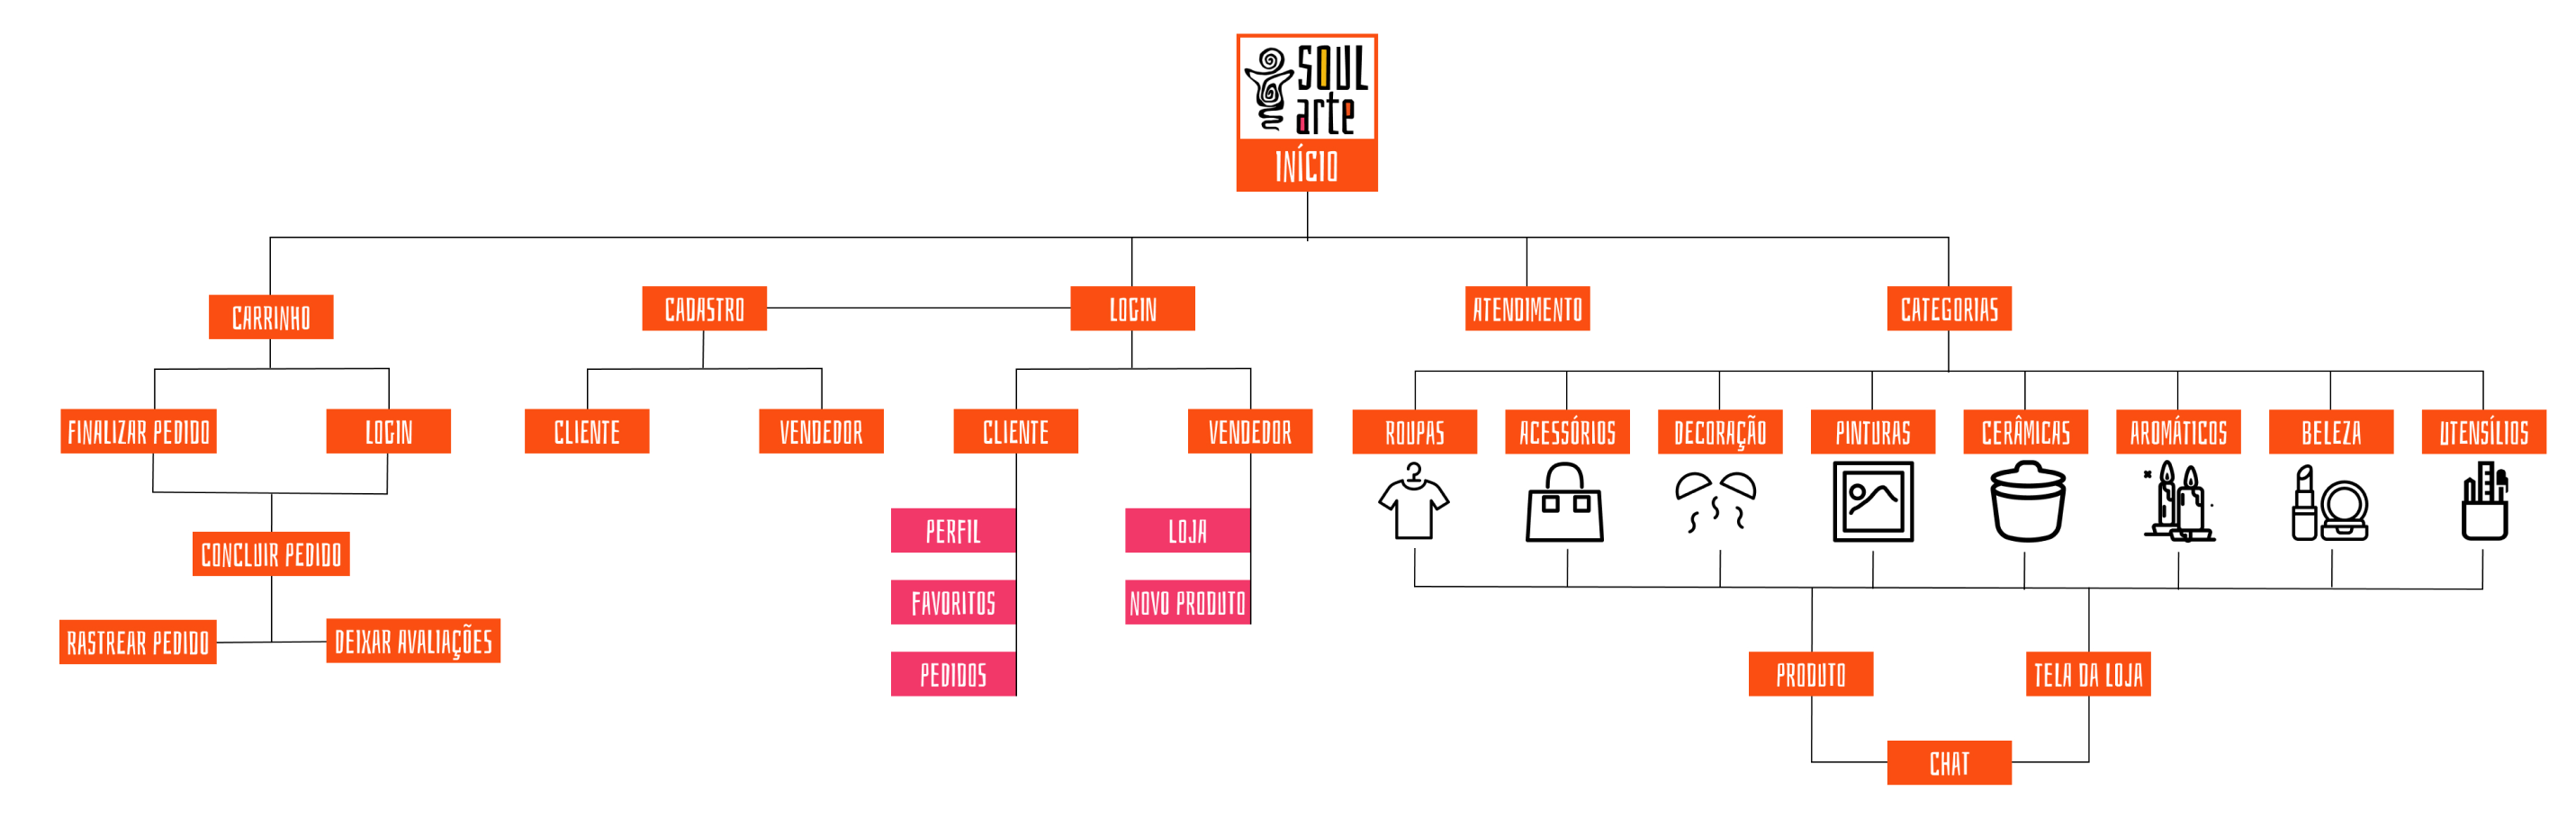 SOUL
arte
INÍCIO
CARRINHO
CADASTRO
LOGIN
ATENDIMENTO
CATEGORIAS
FINALIZAR PEDIDO
LOGIN
CLIENTE
VENDEDOR
CLIENTE
VENDEDOR
ROUPAS
ACESSÓRIOS
DECORAÇÃO
PINTURAS
CERÂMICAS
AROMÁTICOS
BELEZA
UTENSÍLIOS
CONCLUIR PEDIDO
PERFIL
LOJA
FAVORITOS
NOVO PRODUTO
RASTREAR PEDIDO
DEIXAR AVALIAÇÕES
PEDIDOS
PRODUTO
TELA DA LOJA
CHAT